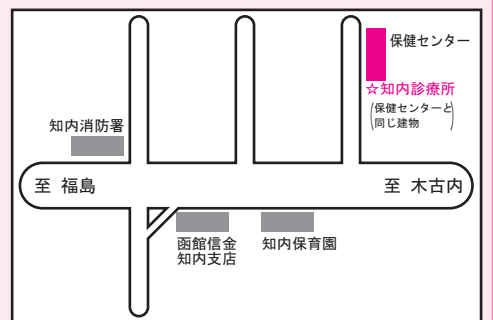 保健センター
☆知内診療所
(保健センターと
同じ建物)
知内消防署
至 福島
至 木古内
函館信金
知内支店
知内保育園